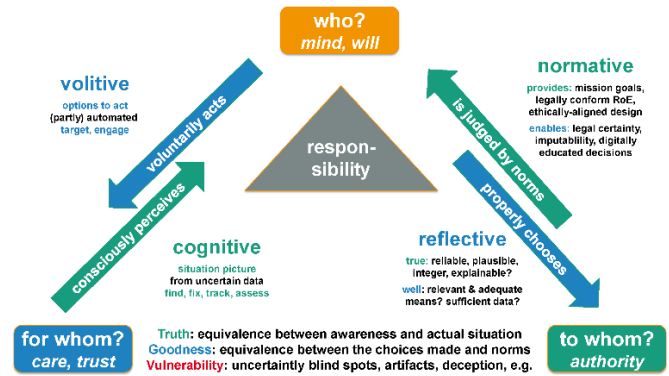 who?
mind, will
volitive
options to act
(partly) automated
target, engage
voluntarily acts
consciously perceives
cognitive
situation picture
from uncertain data
find, fix, track, assess
respon-
sibility
normative
provides: mission goals,
legally conform RoE,
ethically-aligned design
enables: legal certainty,
imputablility, digitally
educated decisions
is judged by norms
properly chooses
reflective
true: reliable, plausible,
integer, explainable?
well: relevant & adequate
means? sufficient data?
for whom?
care, trust
Truth: equivalence between awareness and actual situation
Goodness: equivalence between the choices made and norms
Vulnerability: uncertaintly blind spots, artifacts, deception, e.g.
to whom?
authority